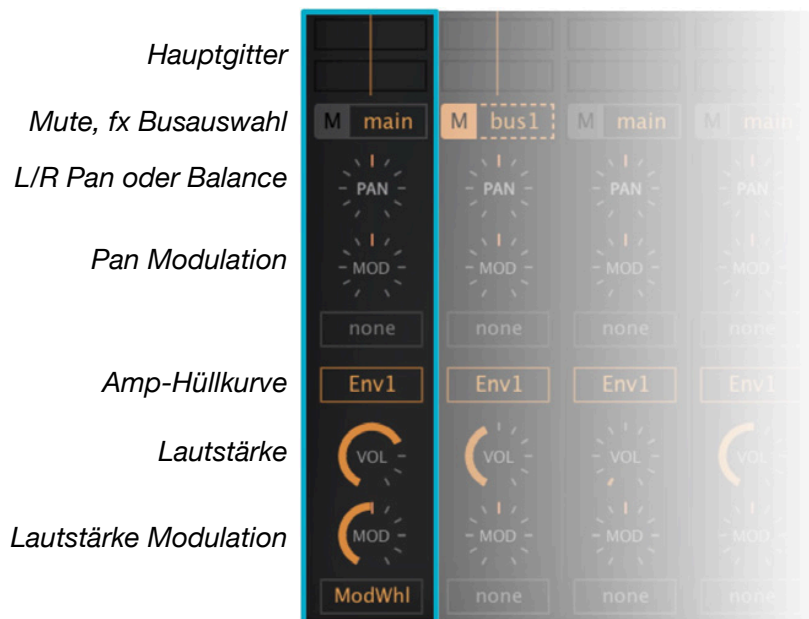 Hauptgitter
Mute, fx Busauswahl M main M bus1 M main M main
L/R Pan oder Balance PAN PAN PAN PAN
Pan Modulation MOD MOD MOD MOD
none none none none
Amp-Hüllkurve Env1 Env1 Env1 Env1
Lautstärke VOL VOL VOL VOL
Lautstärke Modulation MOD MOD MOD MOD
ModWhl none none none